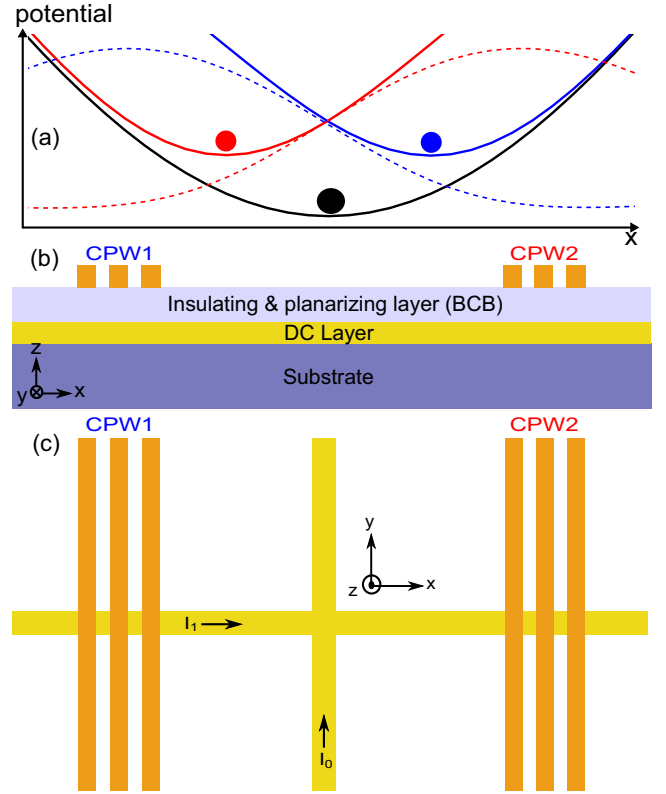 potential
(a)
x
(b)
CPW1
CPW2
Insulating & planarizing layer (BCB)
DC Layer
z
y
x
Substrate
CPW1
CPW2
(c)
y
z
x
I₁
I₀